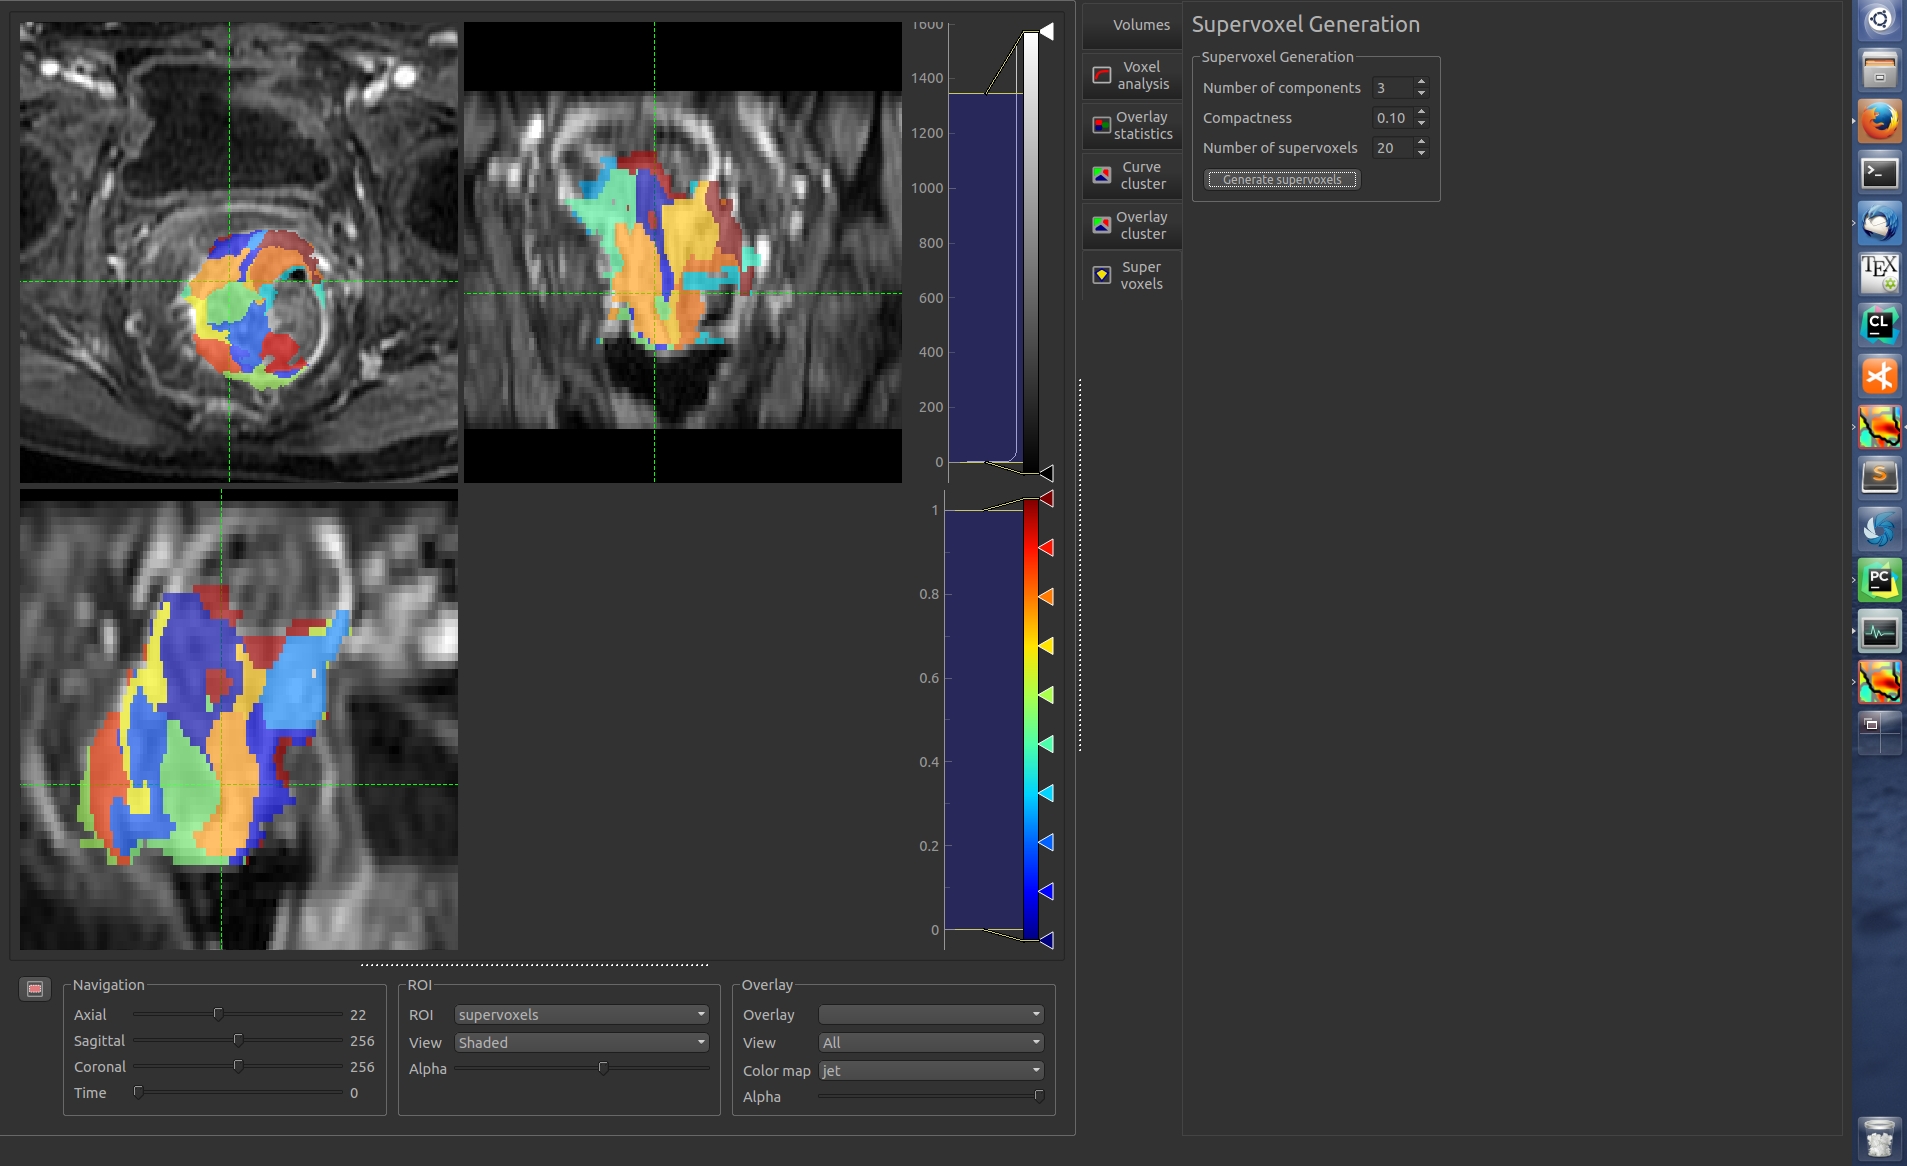 1600
1400
1200
1000
800
600
400
200
0
1
0.8
0.6
0.4
0.2
0
Volumes
Voxel
analysis
Overlay
statistics
Curve
cluster
Overlay
cluster
Super
voxels
Supervoxel Generation
Supervoxel Generation
Number of components 3
Compactness 0.10
Number of supervoxels 20
Generate supervoxels
Navigation
Axial 22
Sagittal 256
Coronal 256
Time 0
ROI
ROI supervoxels
View Shaded
Alpha
Overlay
Overlay
View All
Color map jet
Alpha
>_
TEX
CL
S
PC